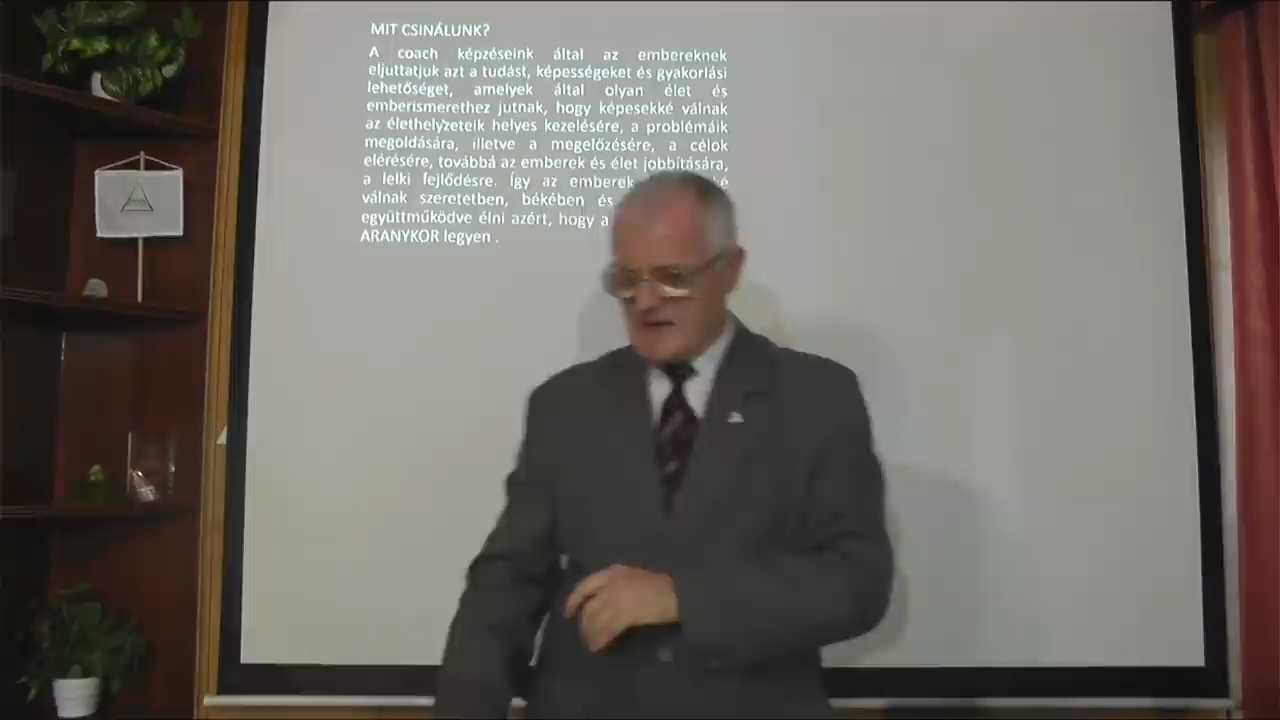 MIT CSINÁLUNK?
A coach képzéseink által az embereknek
eljuttatjuk azt a tudást, képességeket és gyakorlási
lehetőséget, amelyek által olyan élet és
emberismerethez jutnak, hogy képesekké válnak
az élethelyzeteik helyes kezelésére, a problémáik
megoldására, illetve a megelőzésére, a célok
elérésére, továbbá az emberek és élet jobbítására,
a lelki fejlődésre. Így az emberek
válnak szeretetben, békében és
együttműködve élni azért, hogy a
ARANYKOR legyen .